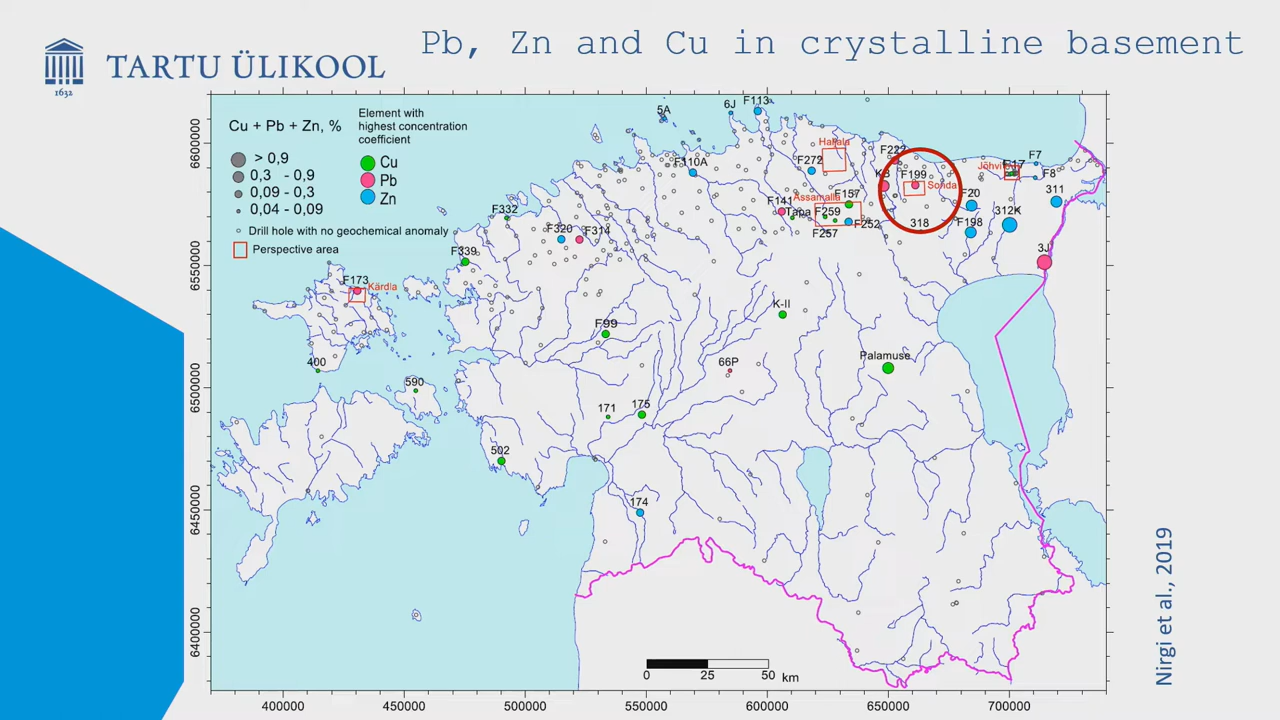 Pb, Zn and Cu in crystalline basement
TARTU ÜLIKOOL
1632
Cu + Pb + Zn, %
> 0,9
0,3 - 0,9
0,09 - 0,3
0,04 - 0,09
Element with
highest concentration
coefficient
Cu
Pb
Zn
Drill hole with no geochemical anomaly
Perspective area
5A
6J
F113
F110A
F272
Haljala
F222
F199
Sonda
Jõhvi
F17
F7
F8
F20
311
F141
Tapa
Assamalla
F157
F259
F257
F252
318
F198
312K
3J
F332
F320
F314
F339
F173
Kärdla
K-II
F99
400
590
66P
Palamuse
171
175
502
174
6600000
6550000
6500000
6450000
6400000
0
25
50
km
400000
450000
500000
550000
600000
650000
700000
Nirgi et al., 2019